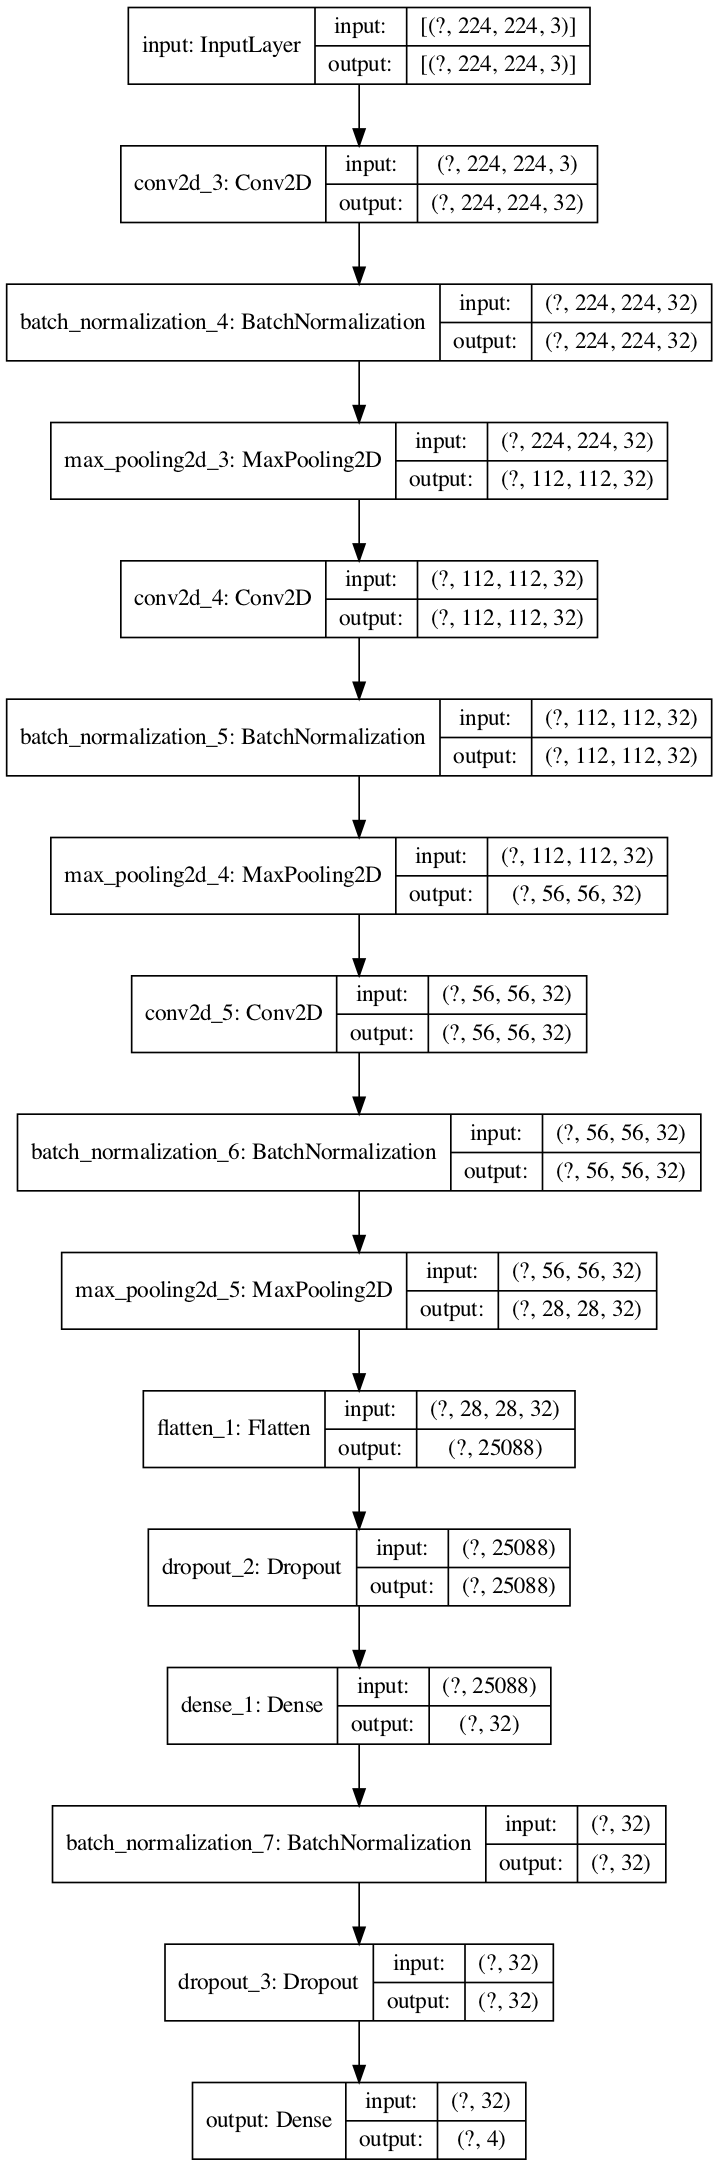 input: InputLayer
input: [(?, 224, 224, 3)]
output: [(?, 224, 224, 3)]
conv2d_3: Conv2D
input: (?, 224, 224, 3)
output: (?, 224, 224, 32)
batch_normalization_4: BatchNormalization
input: (?, 224, 224, 32)
output: (?, 224, 224, 32)
max_pooling2d_3: MaxPooling2D
input: (?, 224, 224, 32)
output: (?, 112, 112, 32)
conv2d_4: Conv2D
input: (?, 112, 112, 32)
output: (?, 112, 112, 32)
batch_normalization_5: BatchNormalization
input: (?, 112, 112, 32)
output: (?, 112, 112, 32)
max_pooling2d_4: MaxPooling2D
input: (?, 112, 112, 32)
output: (?, 56, 56, 32)
conv2d_5: Conv2D
input: (?, 56, 56, 32)
output: (?, 56, 56, 32)
batch_normalization_6: BatchNormalization
input: (?, 56, 56, 32)
output: (?, 56, 56, 32)
max_pooling2d_5: MaxPooling2D
input: (?, 56, 56, 32)
output: (?, 28, 28, 32)
flatten_1: Flatten
input: (?, 28, 28, 32)
output: (?, 25088)
dropout_2: Dropout
input: (?, 25088)
output: (?, 25088)
dense_1: Dense
input: (?, 25088)
output: (?, 32)
batch_normalization_7: BatchNormalization
input: (?, 32)
output: (?, 32)
dropout_3: Dropout
input: (?, 32)
output: (?, 32)
output: Dense
input: (?, 32)
output: (?, 4)